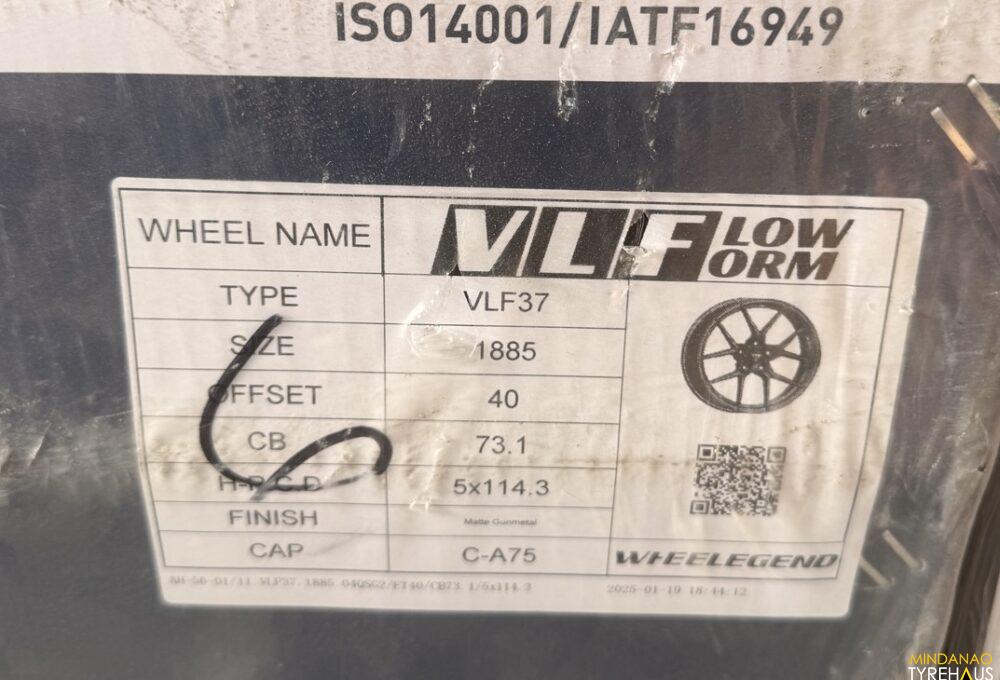 ISO14001/IATF16949
WHEEL NAME VLF LOW FORM
TYPE VLF37
SIZE 1885
OFFSET 40
CB 73.1
H-P.C.D 5x114.3
FINISH Matte Gunmetal
CAP C-A75 WHEELEGEND
2025-01-19 18:44:12
6
MINDANAO
TYREHAUS